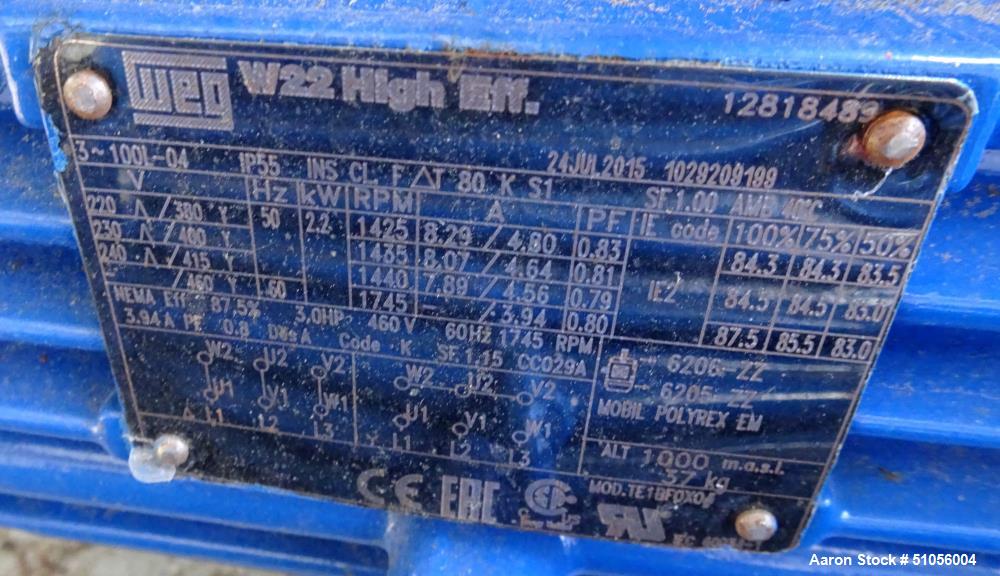 WEG W22 High Eff. 12818489
3~100L-04 IP55 INS CL. F ΔT 80 K S1 24JUL2015 1029209199
SF 1.00 AMB 40°C
V Hz kW RPM A PF IE code 100% 75% 50%
220 Δ/380 Y 50 2.2 1425 8.29/4.80 0.83 84.3 84.3 83.5
230 Δ/400 Y 1435 8.07/4.64 0.81 IE2 84.5 84.5 83.0
240 Δ/415 Y 1440 7.89/4.56 0.79
/460 Y 60 1745 -/3.94 0.80 87.5 85.5 83.0
NEMA Eff 87.5% 3.0HP 460V 60Hz 1745 RPM
3.94A PF 0.8 Des A Code K SF 1.15 CC029A
W2 U2 V2 W2 U2 V2
U1 V1 W1 U1 V1 W1
Δ L1 L2 L3 Y L1 L2 L3
6206-ZZ
6205-ZZ
MOBIL POLYREX EM
ALT 1000 m.a.s.l.
37 kg
CE EAC MOD.TE1BF0X0$
Aaron Stock # 51056004